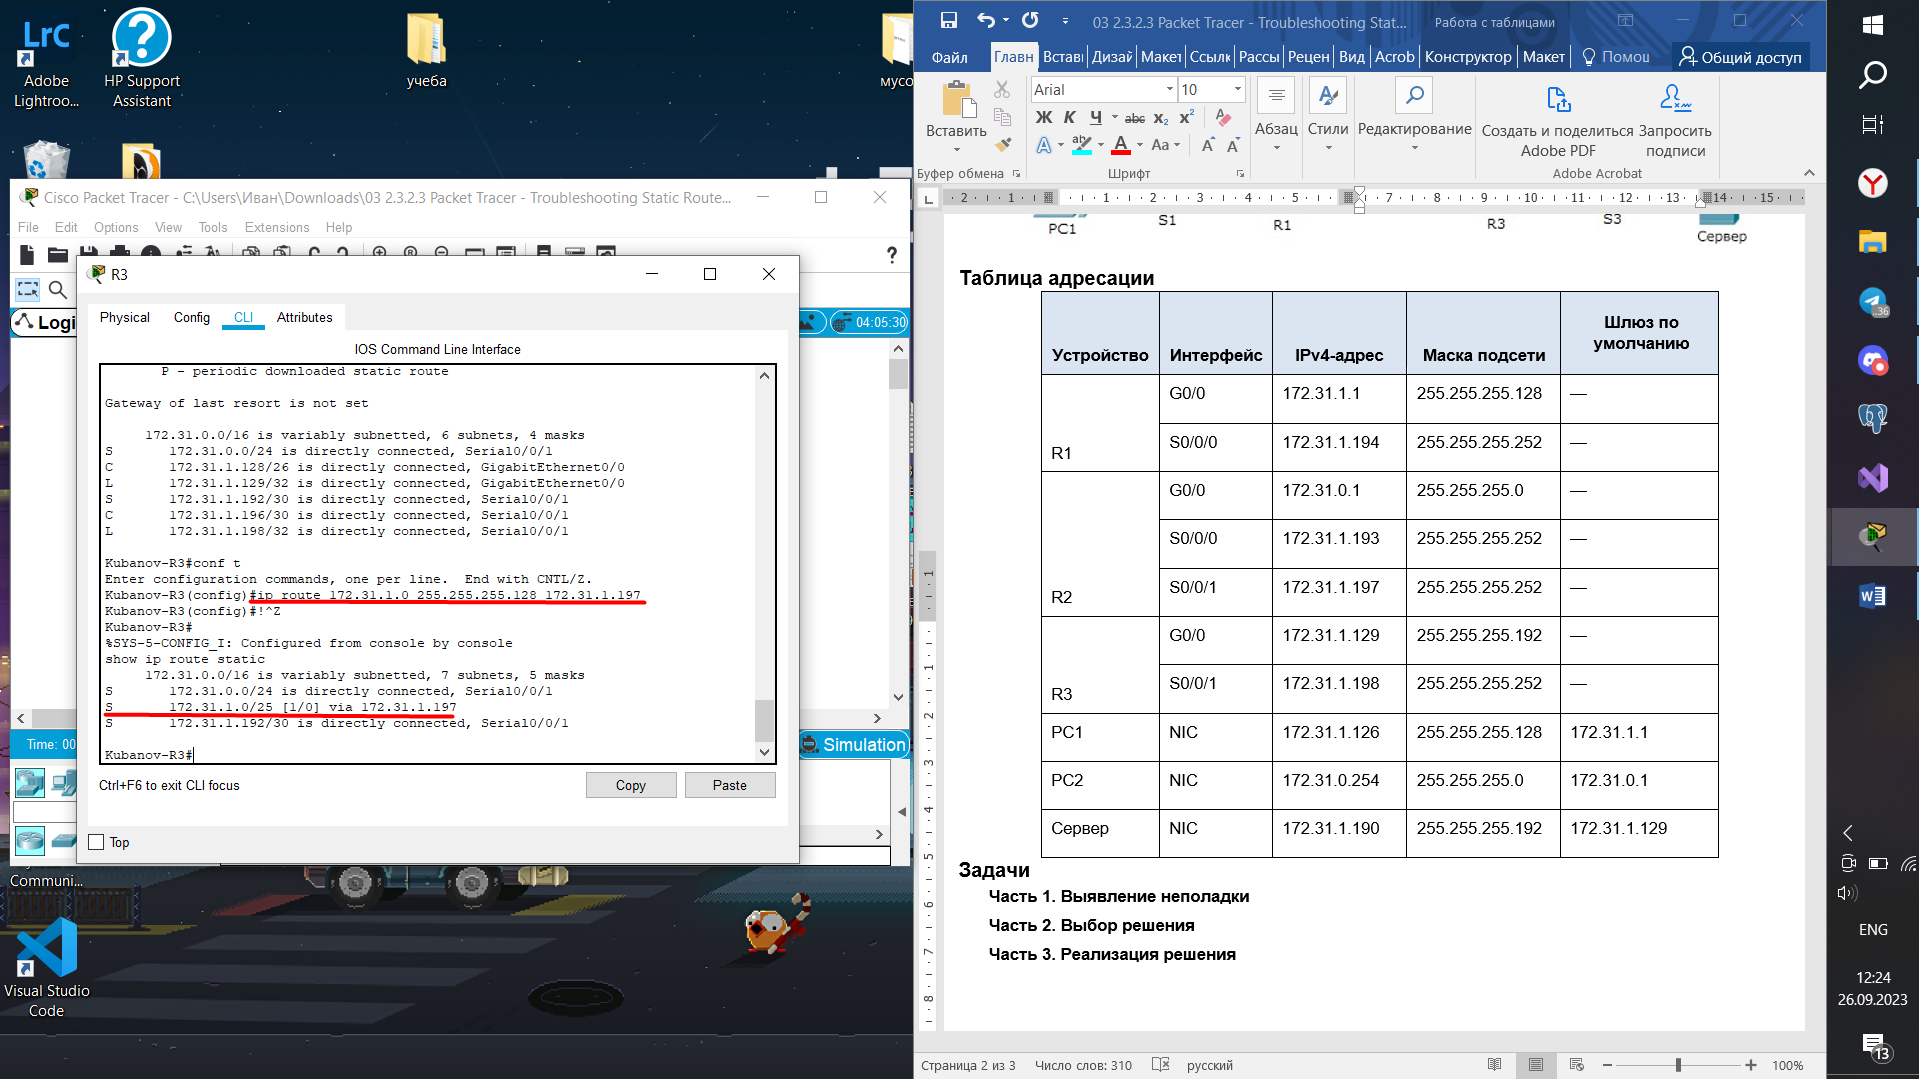 Adobe
Lightroo...
HP Support
Assistant
учеба
мусо
Cisco Packet Tracer - C:\Users\Иван\Downloads\03 2.3.2.3 Packet Tracer - Troubleshooting Static Route...
File Edit Options View Tools Extensions Help
Logi
04:05:30
R3
Physical Config CLI Attributes
IOS Command Line Interface
P - periodic downloaded static route
Gateway of last resort is not set
172.31.0.0/16 is variably subnetted, 6 subnets, 4 masks
S 172.31.0.0/24 is directly connected, Serial0/0/1
C 172.31.1.128/26 is directly connected, GigabitEthernet0/0
L 172.31.1.129/32 is directly connected, GigabitEthernet0/0
S 172.31.1.192/30 is directly connected, Serial0/0/1
C 172.31.1.196/30 is directly connected, Serial0/0/1
L 172.31.1.198/32 is directly connected, Serial0/0/1
Kubanov-R3#conf t
Enter configuration commands, one per line. End with CNTL/Z.
Kubanov-R3(config)#ip route 172.31.1.0 255.255.255.128 172.31.1.197
Kubanov-R3(config)#!^Z
Kubanov-R3#
%SYS-5-CONFIG_I: Configured from console by console
show ip route static
172.31.0.0/16 is variably subnetted, 7 subnets, 5 masks
S 172.31.0.0/24 is directly connected, Serial0/0/1
S 172.31.1.0/25 [1/0] via 172.31.1.197
S 172.31.1.192/30 is directly connected, Serial0/0/1
Kubanov-R3#
Ctrl+F6 to exit CLI focus
Copy Paste
Top
Time: 00
Simulation
Communi...
Visual Studio
Code
03 2.3.2.3 Packet Tracer - Troubleshooting Stat...
Работа с таблицами
Файл Главн Вставı Дизай Макет Ссылк Рассы Рецен Вид Acrob Конструктор Макет Помощ Общий доступ
Вставить
Arial 10
Ж К Ч abc x₂ x²
А Аа А А
Абзац Стили Редактирование
Создать и поделиться
Adobe PDF
Запросить
подписи
Буфер обмена Шрифт Adobe Acrobat
2 1 1 2 3 4 5 7 8 9 10 11 12 13 14 15
PC1 S1 R1 R3 S3 Сервер
Таблица адресации
Устройство Интерфейс IPv4-адрес Маска подсети Шлюз по умолчанию
R1 G0/0 172.31.1.1 255.255.255.128 —
S0/0/0 172.31.1.194 255.255.255.252 —
R2 G0/0 172.31.0.1 255.255.255.0 —
S0/0/0 172.31.1.193 255.255.255.252 —
S0/0/1 172.31.1.197 255.255.255.252 —
R3 G0/0 172.31.1.129 255.255.255.192 —
S0/0/1 172.31.1.198 255.255.255.252 —
PC1 NIC 172.31.1.126 255.255.255.128 172.31.1.1
PC2 NIC 172.31.0.254 255.255.255.0 172.31.0.1
Сервер NIC 172.31.1.190 255.255.255.192 172.31.1.129
Задачи
Часть 1. Выявление неполадки
Часть 2. Выбор решения
Часть 3. Реализация решения
Страница 2 из 3 Число слов: 310 русский 100%
ENG
12:24
26.09.2023
13